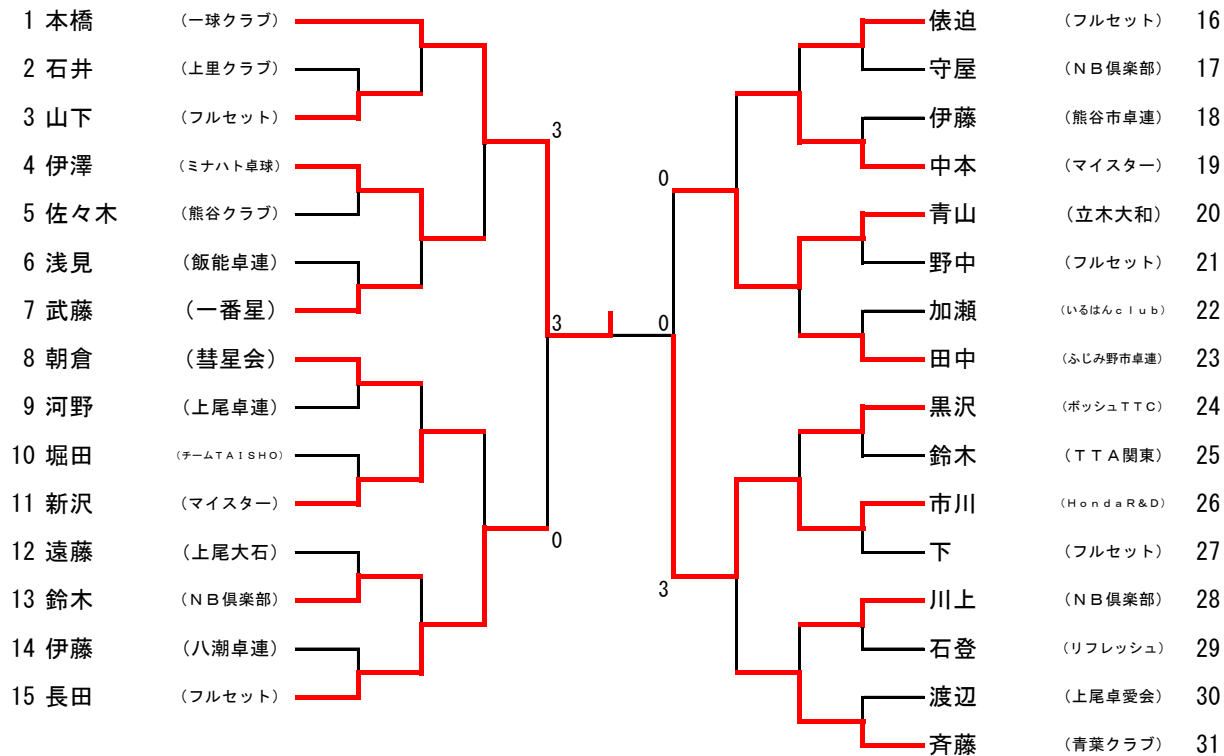 1 本橋 （一球クラブ）
2 石井 （上里クラブ）
3 山下 （フルセット）
4 伊澤 （ミナハト卓球）
5 佐々木 （熊谷クラブ）
6 浅見 （飯能卓連）
7 武藤 （一番星）
8 朝倉 （彗星会）
9 河野 （上尾卓連）
10 堀田 （チームＴＡＩＳＨＯ）
11 新沢 （マイスター）
12 遠藤 （上尾大石）
13 鈴木 （ＮＢ倶楽部）
14 伊藤 （八潮卓連）
15 長田 （フルセット）
3
3
0
0
0
3
俵迫 （フルセット） 16
守屋 （ＮＢ倶楽部） 17
伊藤 （熊谷市卓連） 18
中本 （マイスター） 19
青山 （立木大和） 20
野中 （フルセット） 21
加瀬 （いるはんｃｌｕｂ） 22
田中 （ふじみ野市卓連） 23
黒沢 （ボッシュＴＴＣ） 24
鈴木 （ＴＴＡ関東） 25
市川 （ＨｏｎｄａＲ&Ｄ） 26
下 （フルセット） 27
川上 （ＮＢ倶楽部） 28
石登 （リフレッシュ） 29
渡辺 （上尾卓愛会） 30
斉藤 （青葉クラブ） 31